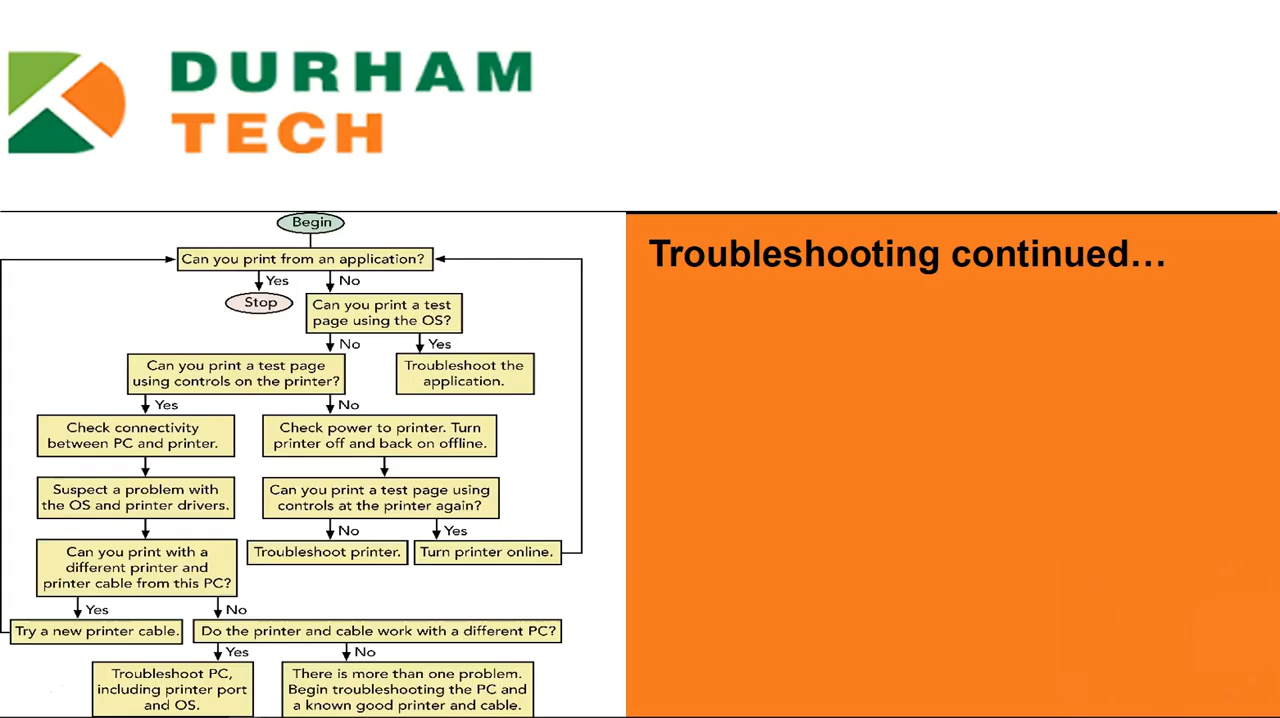 DURHAM
TECH
Begin
Can you print from an application?
Yes
No
Stop
Can you print a test
page using the OS?
No
Yes
Can you print a test page
using controls on the printer?
Troubleshoot the
application.
Yes
No
Check connectivity
between PC and printer.
Check power to printer. Turn
printer off and back on offline.
Suspect a problem with
the OS and printer drivers.
Can you print a test page using
controls at the printer again?
No
Yes
Can you print with a
different printer and
printer cable from this PC?
Troubleshoot printer.
Turn printer online.
Yes
No
Try a new printer cable.
Do the printer and cable work with a different PC?
Yes
No
Troubleshoot PC,
including printer port
and OS.
There is more than one problem.
Begin troubleshooting the PC and
a known good printer and cable.
Troubleshooting continued…